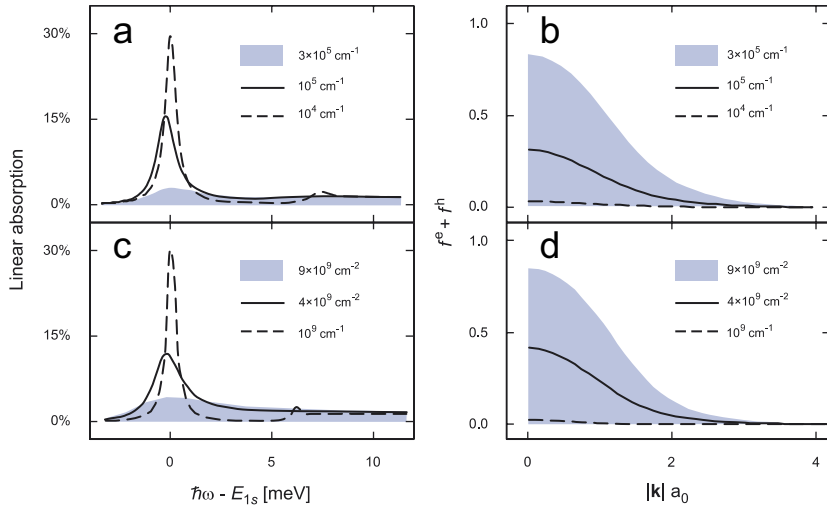 a
30%
15%
0%
3×10⁵ cm⁻¹
10⁵ cm⁻¹
10⁴ cm⁻¹
b
1.0
0.5
0.0
3×10⁵ cm⁻¹
10⁵ cm⁻¹
10⁴ cm⁻¹
Linear absorption
fᵉ + fʰ
c
30%
15%
0%
9×10⁹ cm⁻²
4×10⁹ cm⁻²
10⁹ cm⁻¹
0
5
10
ħω - E₁ₛ [meV]
d
1.0
0.5
0.0
9×10⁹ cm⁻²
4×10⁹ cm⁻²
10⁹ cm⁻¹
0
2
4
|k| a₀